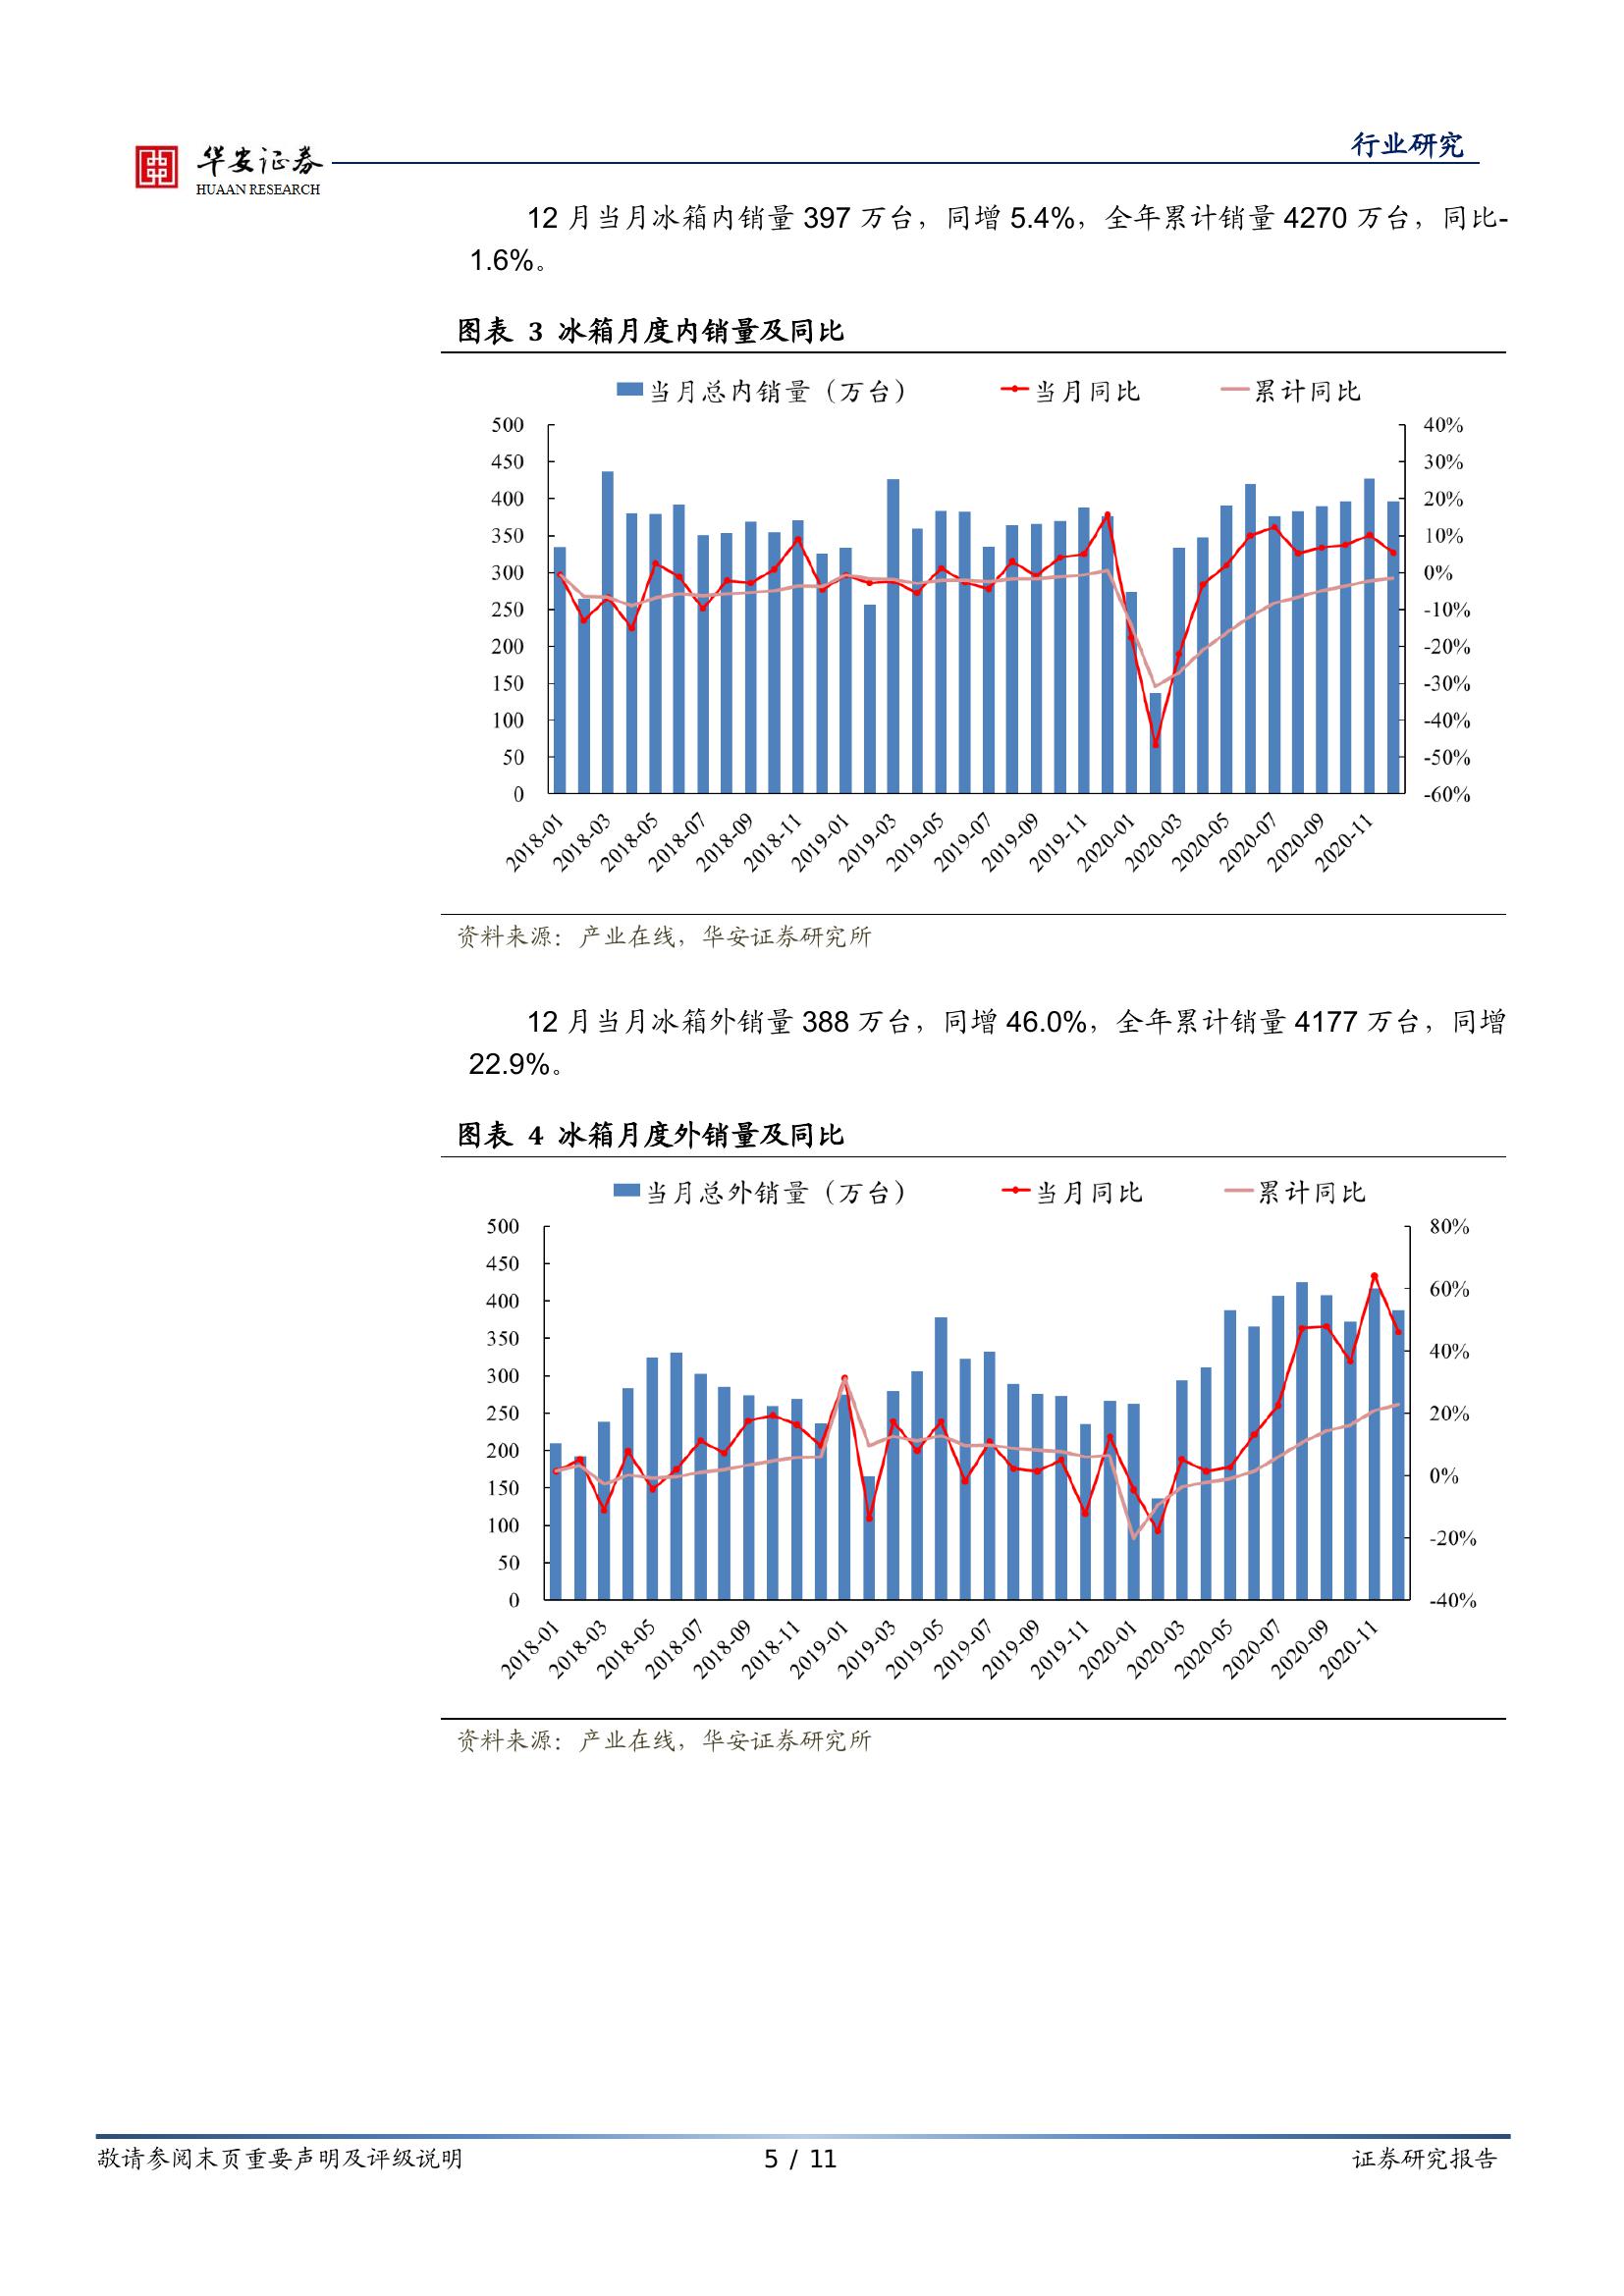 行业研究
华安证券
HUAAN RESEARCH
12 月当月冰箱内销量 397 万台，同增 5.4%，全年累计销量 4270 万台，同比-
1.6%。
图表 3 冰箱月度内销量及同比
当月总内销量（万台） 当月同比 累计同比
500 40%
450 30%
400 20%
350 10%
300 0%
250 -10%
200 -20%
150 -30%
100 -40%
50 -50%
0 -60%
2018-01 2018-03 2018-05 2018-07 2018-09 2018-11 2019-01 2019-03 2019-05 2019-07 2019-09 2019-11 2020-01 2020-03 2020-05 2020-07 2020-09 2020-11
资料来源：产业在线，华安证券研究所
12 月当月冰箱外销量 388 万台，同增 46.0%，全年累计销量 4177 万台，同增
22.9%。
图表 4 冰箱月度外销量及同比
当月总外销量（万台） 当月同比 累计同比
500 80%
450
400 60%
350
300 40%
250 20%
200
150 0%
100
50 -20%
0 -40%
2018-01 2018-03 2018-05 2018-07 2018-09 2018-11 2019-01 2019-03 2019-05 2019-07 2019-09 2019-11 2020-01 2020-03 2020-05 2020-07 2020-09 2020-11
资料来源：产业在线，华安证券研究所
敬请参阅末页重要声明及评级说明 5 / 11 证券研究报告